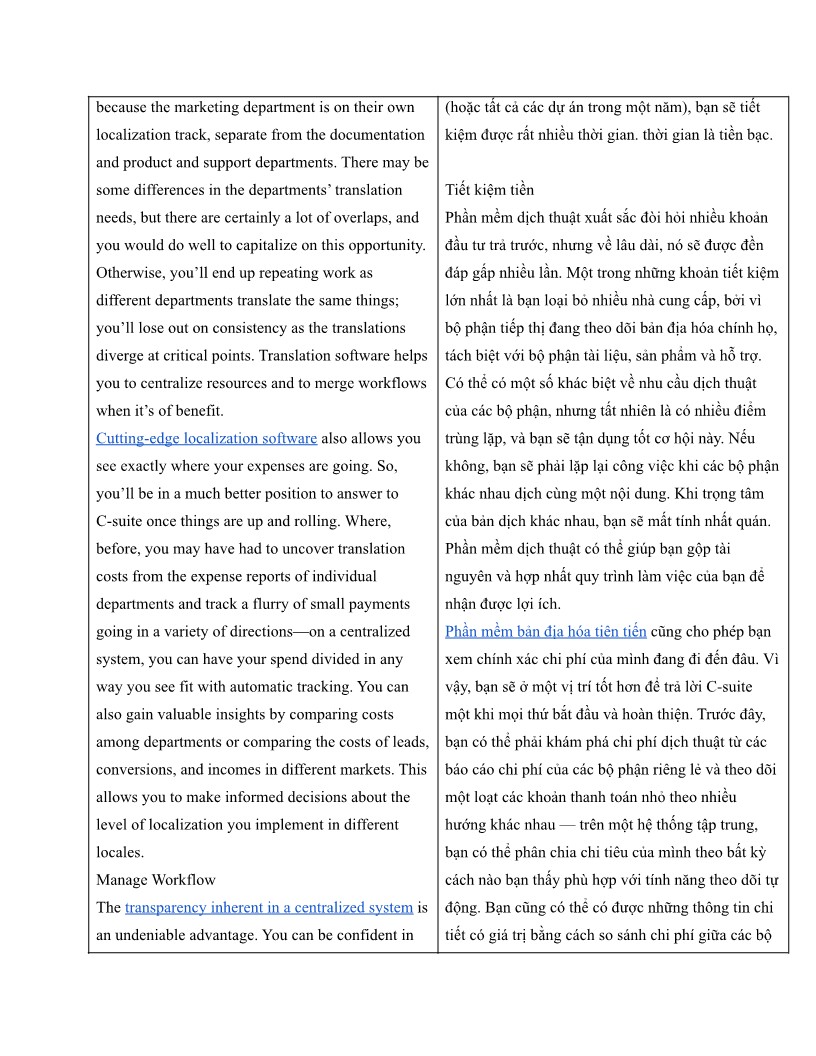 because the marketing department is on their own
localization track, separate from the documentation
and product and support departments. There may be
some differences in the departments’ translation
needs, but there are certainly a lot of overlaps, and
you would do well to capitalize on this opportunity.
Otherwise, you’ll end up repeating work as
different departments translate the same things;
you’ll lose out on consistency as the translations
diverge at critical points. Translation software helps
you to centralize resources and to merge workflows
when it’s of benefit.
Cutting-edge localization software also allows you
see exactly where your expenses are going. So,
you’ll be in a much better position to answer to
C-suite once things are up and rolling. Where,
before, you may have had to uncover translation
costs from the expense reports of individual
departments and track a flurry of small payments
going in a variety of directions—on a centralized
system, you can have your spend divided in any
way you see fit with automatic tracking. You can
also gain valuable insights by comparing costs
among departments or comparing the costs of leads,
conversions, and incomes in different markets. This
allows you to make informed decisions about the
level of localization you implement in different
locales.
Manage Workflow
The transparency inherent in a centralized system is
an undeniable advantage. You can be confident in
(hoặc tất cả các dự án trong một năm), bạn sẽ tiết
kiệm được rất nhiều thời gian. thời gian là tiền bạc.
Tiết kiệm tiền
Phần mềm dịch thuật xuất sắc đòi hỏi nhiều khoản
đầu tư trả trước, nhưng về lâu dài, nó sẽ được đền
đáp gấp nhiều lần. Một trong những khoản tiết kiệm
lớn nhất là bạn loại bỏ nhiều nhà cung cấp, bởi vì
bộ phận tiếp thị đang theo dõi bản địa hóa chính họ,
tách biệt với bộ phận tài liệu, sản phẩm và hỗ trợ.
Có thể có một số khác biệt về nhu cầu dịch thuật
của các bộ phận, nhưng tất nhiên là có nhiều điểm
trùng lặp, và bạn sẽ tận dụng tốt cơ hội này. Nếu
không, bạn sẽ phải lặp lại công việc khi các bộ phận
khác nhau dịch cùng một nội dung. Khi trọng tâm
của bản dịch khác nhau, bạn sẽ mất tính nhất quán.
Phần mềm dịch thuật có thể giúp bạn gộp tài
nguyên và hợp nhất quy trình làm việc của bạn để
nhận được lợi ích.
Phần mềm bản địa hóa tiên tiến cũng cho phép bạn
xem chính xác chi phí của mình đang đi đến đâu. Vì
vậy, bạn sẽ ở một vị trí tốt hơn để trả lời C-suite
một khi mọi thứ bắt đầu và hoàn thiện. Trước đây,
bạn có thể phải khám phá chi phí dịch thuật từ các
báo cáo chi phí của các bộ phận riêng lẻ và theo dõi
một loạt các khoản thanh toán nhỏ theo nhiều
hướng khác nhau — trên một hệ thống tập trung,
bạn có thể phân chia chi tiêu của mình theo bất kỳ
cách nào bạn thấy phù hợp với tính năng theo dõi tự
động. Bạn cũng có thể có được những thông tin chi
tiết có giá trị bằng cách so sánh chi phí giữa các bộ